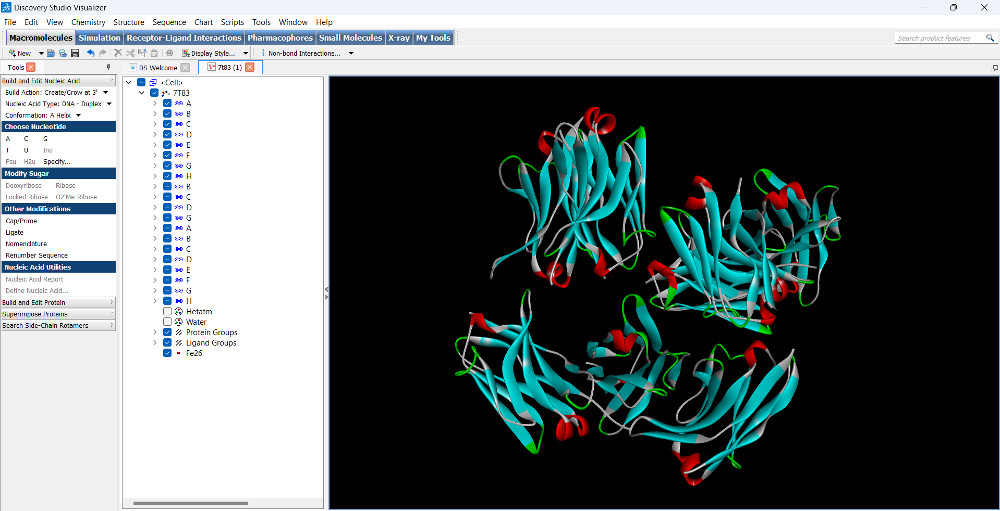 Discovery Studio Visualizer
File Edit View Chemistry Structure Sequence Chart Scripts Tools Window Help
Macromolecules Simulation Receptor-Ligand Interactions Pharmacophores Small Molecules X-ray My Tools
Search product features
New Display Style... Non-bond Interactions...
Tools
DS Welcome
7t83 (1)
Build and Edit Nucleic Acid ?
Build Action: Create/Grow at 3'
Nucleic Acid Type: DNA - Duplex
Conformation: A Helix
Choose Nucleotide
A C G
T U Ino
Psu H2u Specify...
Modify Sugar
Deoxyribose Ribose
Locked Ribose O2'Me-Ribose
Other Modifications
Cap/Prime
Ligate
Nomenclature
Renumber Sequence
Nucleic Acid Utilities
Nucleic Acid Report
Define Nucleic Acid...
Build and Edit Protein ?
Superimpose Proteins ?
Search Side-Chain Rotamers ?
<Cell>
7T83
A
B
C
D
E
F
G
H
B
C
D
G
A
B
C
D
E
F
G
H
Hetatm
Water
Protein Groups
Ligand Groups
Fe26